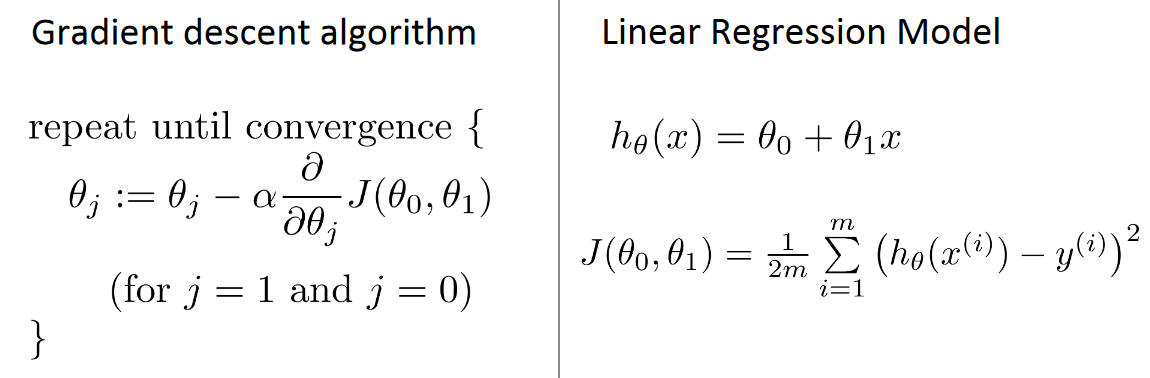 Gradient descent algorithm
repeat until convergence {
θ_j := θ_j − α ∂/∂θ_j J(θ_0, θ_1)
(for j = 1 and j = 0)
}
Linear Regression Model
h_θ(x) = θ_0 + θ_1x
J(θ_0, θ_1) = 1/2m ∑_{i=1}^{m} (h_θ(x^{(i)}) − y^{(i)})^2